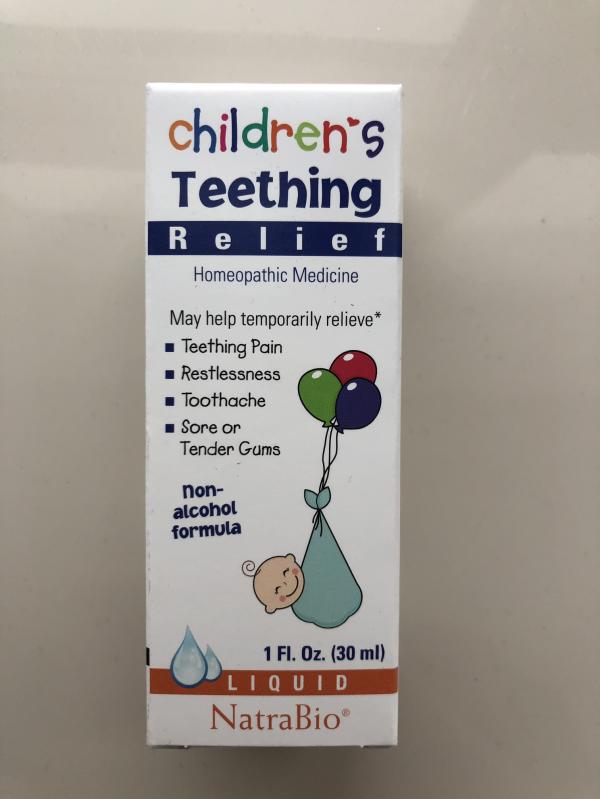 children's
Teething
Relief
Homeopathic Medicine
May help temporarily relieve*
■ Teething Pain
■ Restlessness
■ Toothache
■ Sore or
Tender Gums
non-
alcohol
formula
1 Fl. Oz. (30 ml)
LIQUID
NatraBio®